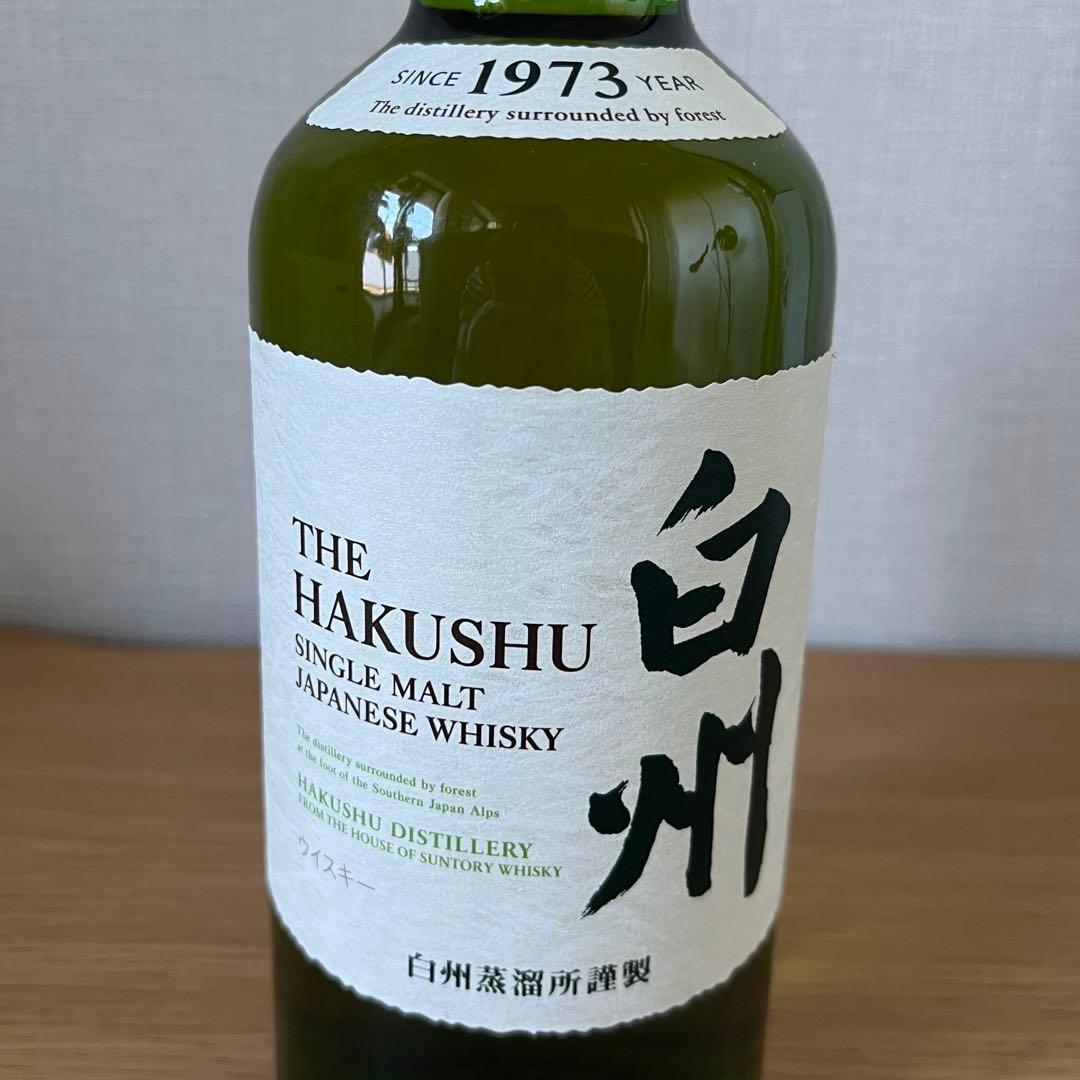 SINCE 1973 YEAR
The distillery surrounded by forest
THE
HAKUSHU
SINGLE MALT
JAPANESE WHISKY
白州
The distillery surrounded by forest
at the foot of the Southern Japan Alps
HAKUSHU DISTILLERY
FROM THE HOUSE OF SUNTORY WHISKY
ウイスキー
白州蒸溜所謹製